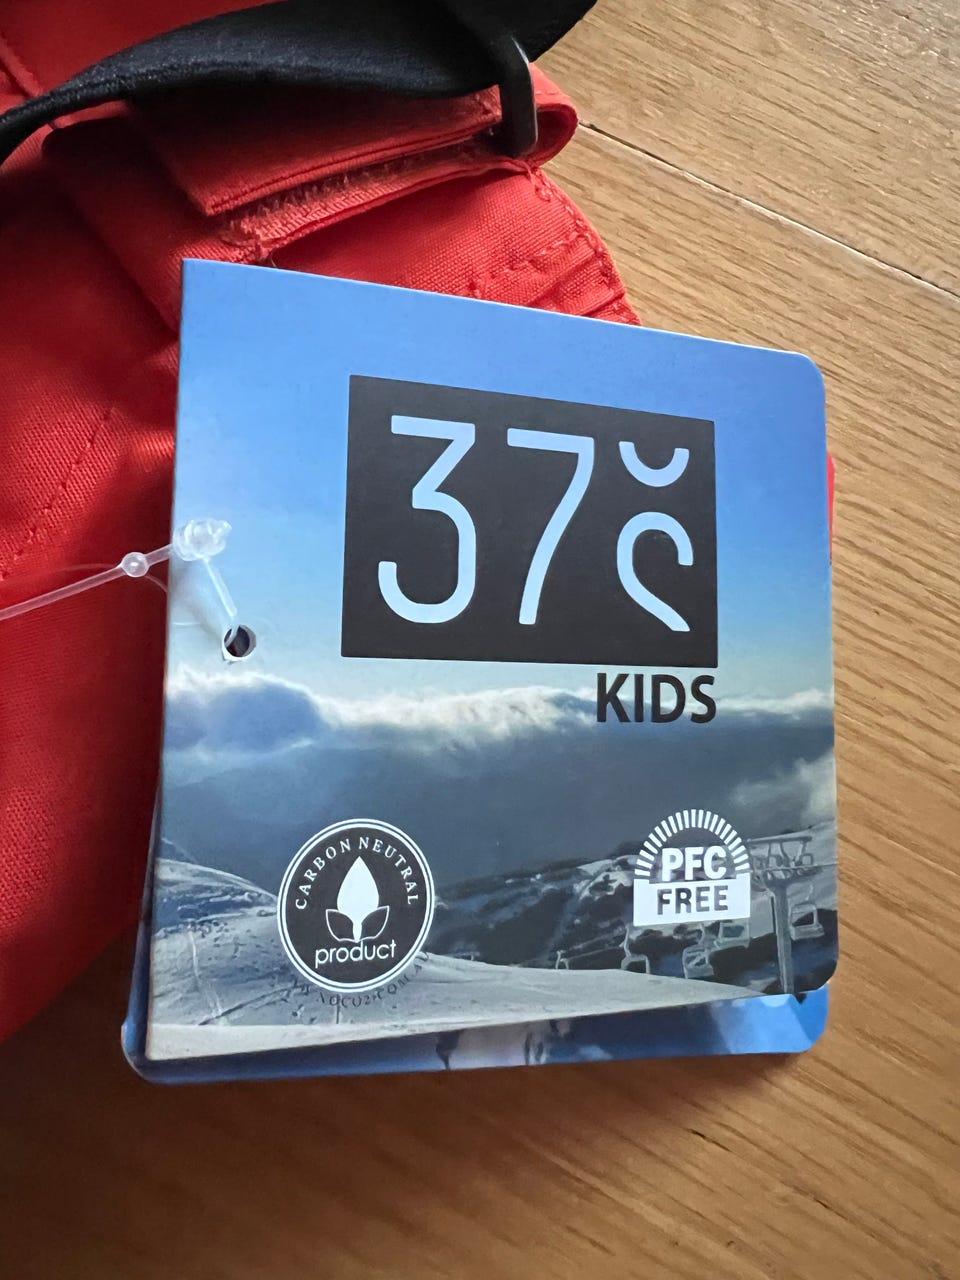 37°S
KIDS
CARBON NEUTRAL
product
PFC
FREE